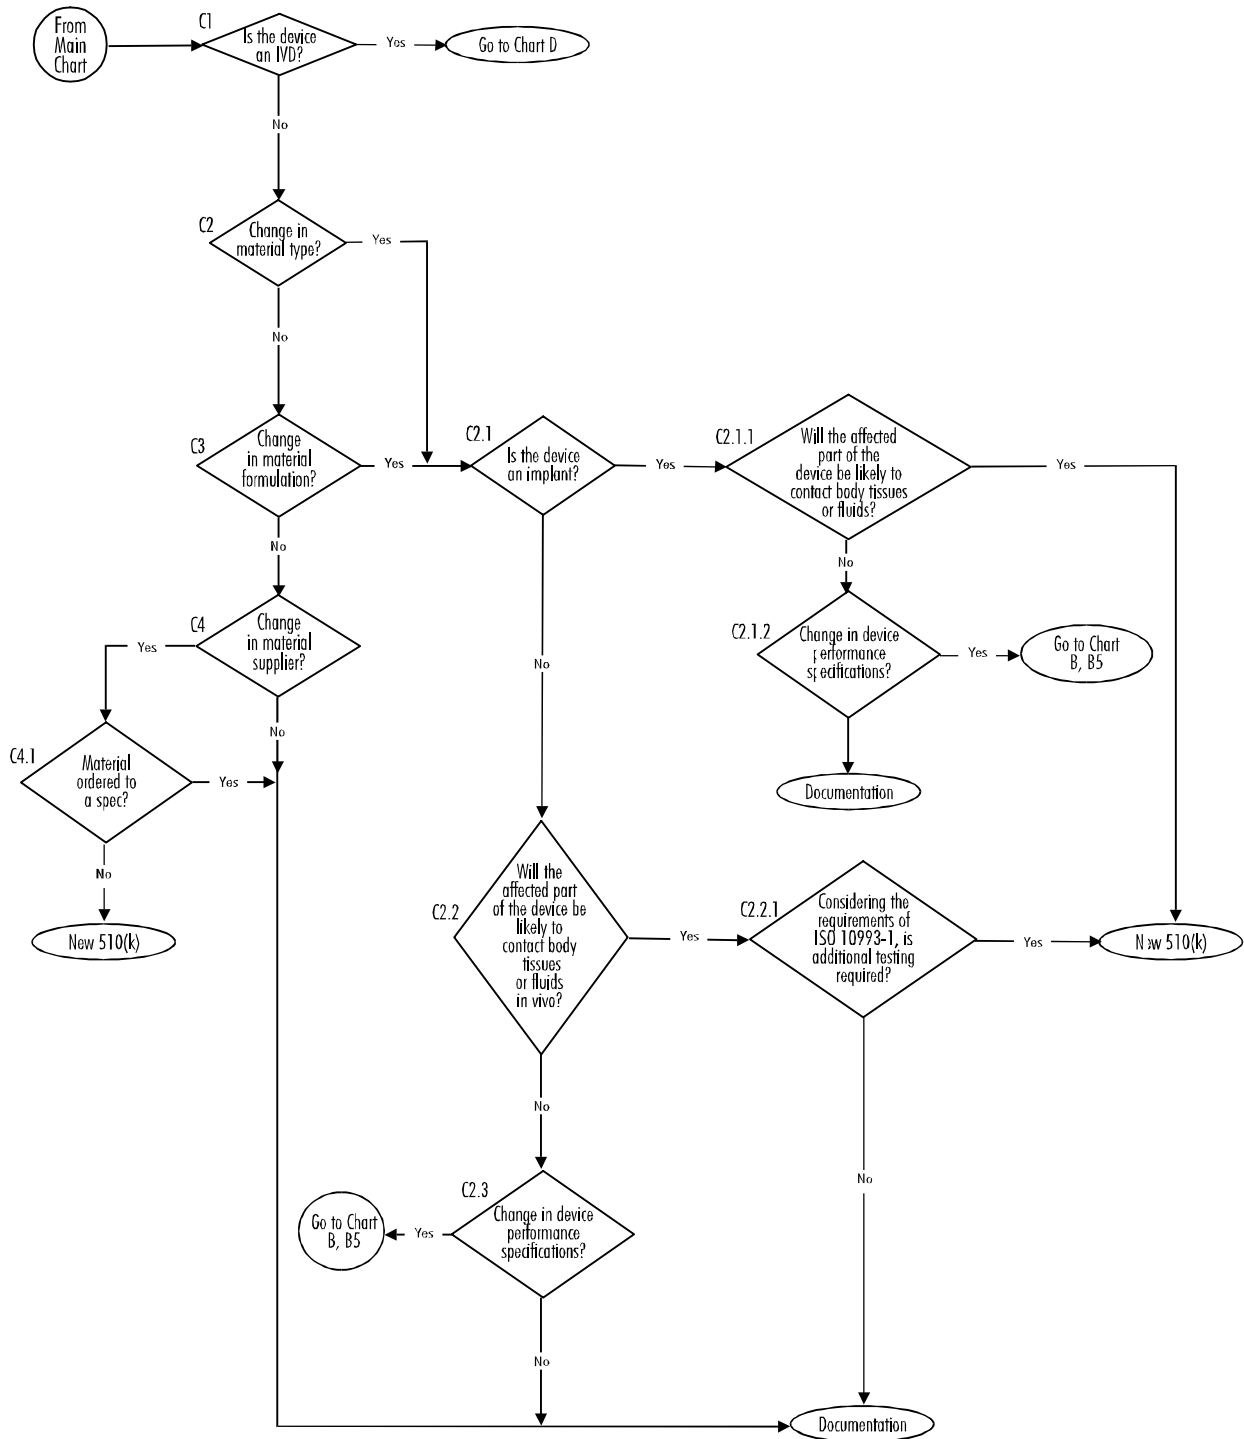 From
Main
Chart
C1
Is the device
an IVD?
Yes
Go to Chart D
No
C2
Change in
material type?
Yes
No
C3
Change
in material
formulation?
Yes
C2.1
Is the device
an implant?
Yes
C2.1.1
Will the affected
part of the
device be likely to
contact body tissues
or fluids?
Yes
No
No
C4
Change
in material
supplier?
Yes
No
C2.1.2
Change in device
performance
specifications?
Yes
Go to Chart
B, B5
No
C4.1
Material
ordered to
a spec?
Yes
Documentation
No
New 510(k)
C2.2
Will the
affected part
of the device be
likely to
contact body
tissues
or fluids
in vivo?
Yes
C2.2.1
Considering the
requirements of
ISO 10993-1, is
additional testing
required?
Yes
New 510(k)
No
No
C2.3
Change in device
performance
specifications?
Yes
Go to Chart
B, B5
No
Documentation